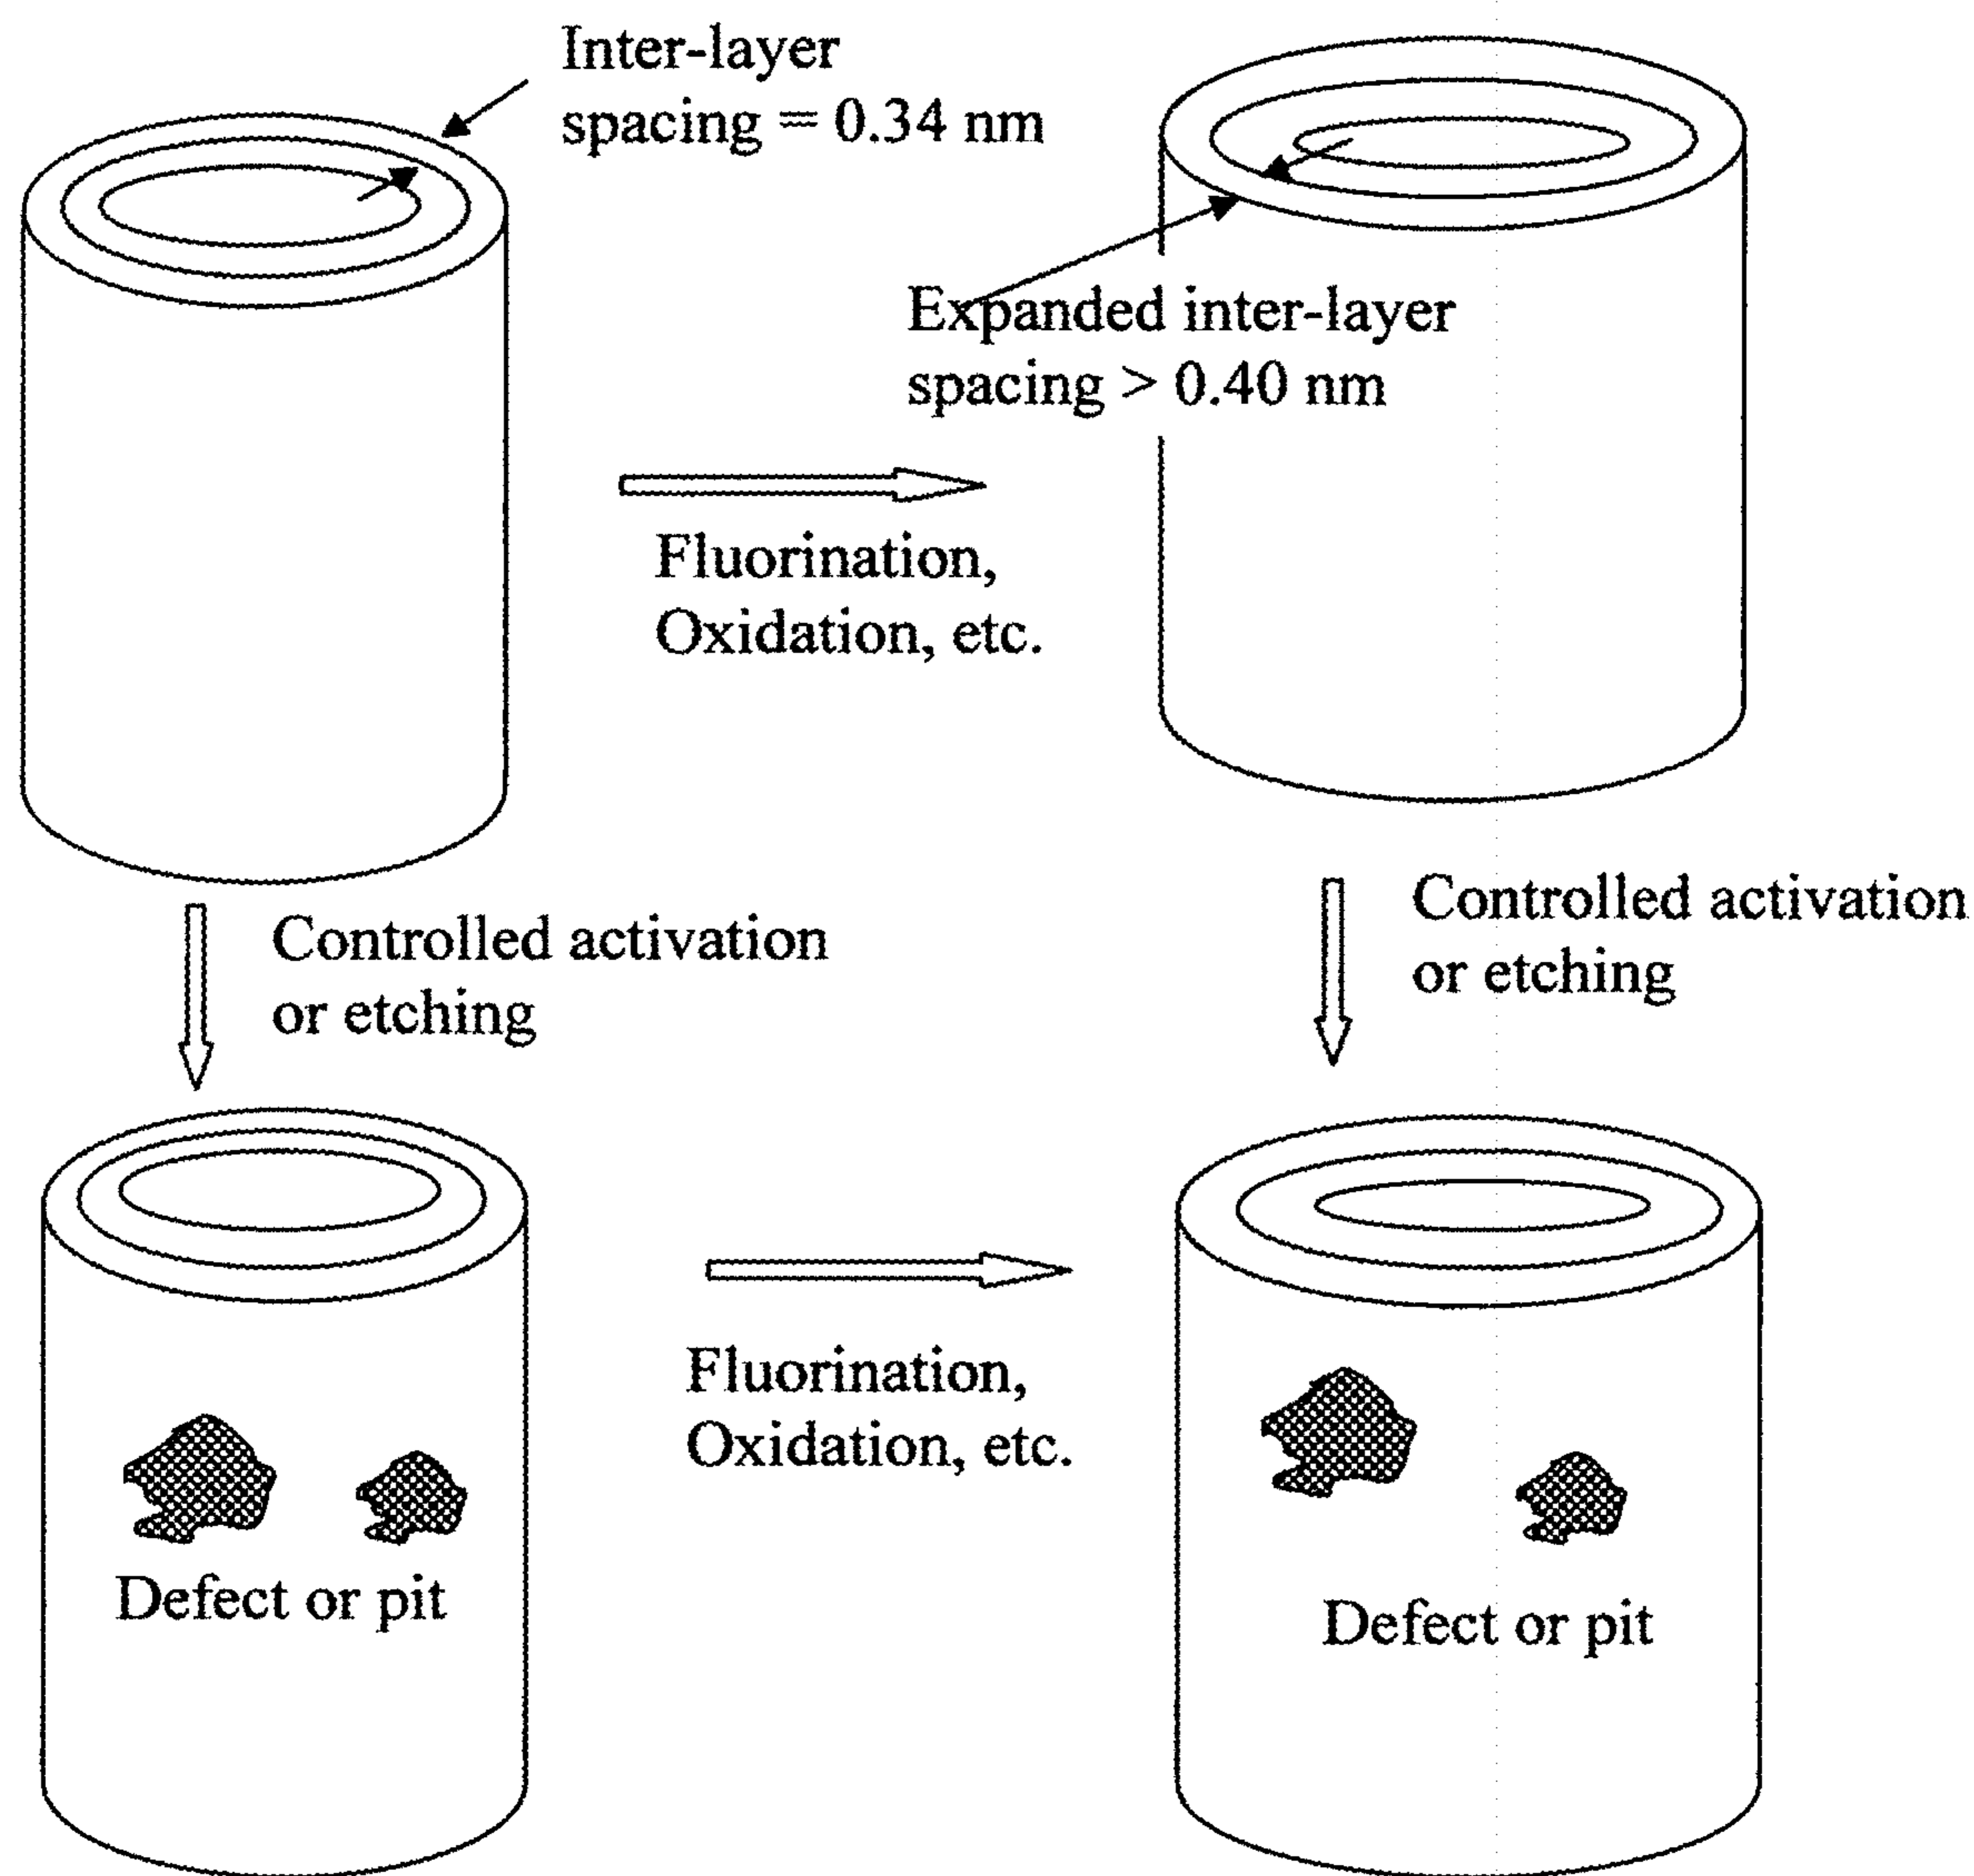 Inter-layer
spacing = 0.34 nm
Expanded inter-layer
spacing > 0.40 nm
Fluorination,
Oxidation, etc.
Controlled activation
or etching
Controlled activation
or etching
Fluorination,
Oxidation, etc.
Defect or pit
Defect or pit